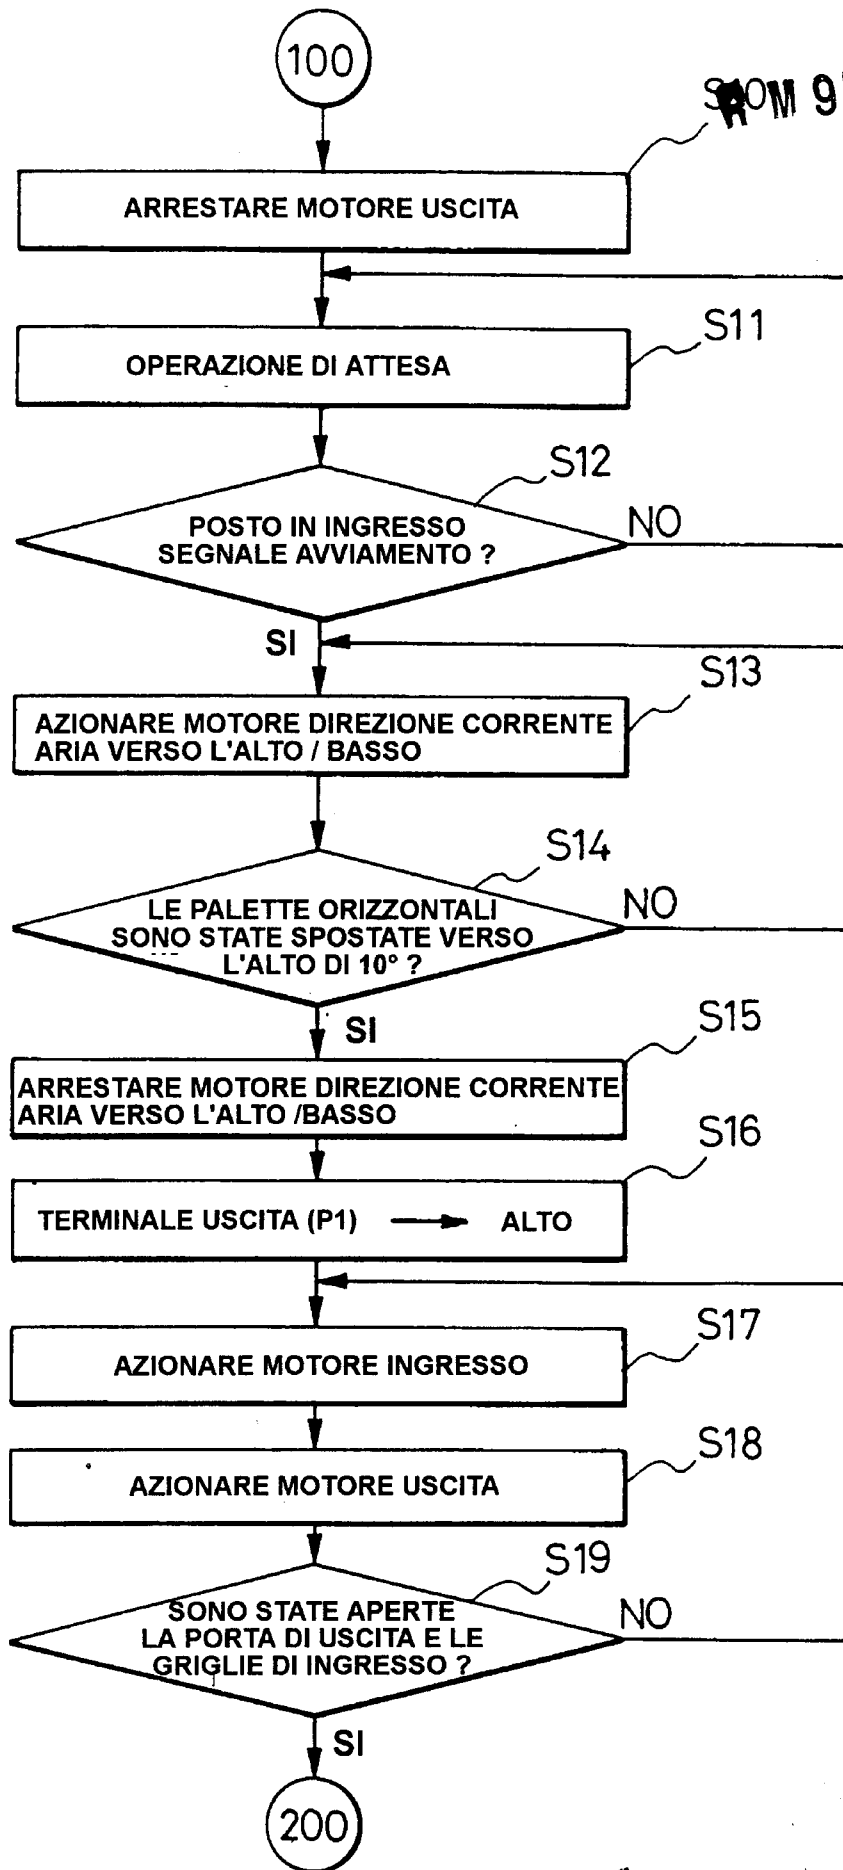 100
M 9
ARRESTARE MOTORE USCITA
S11
OPERAZIONE DI ATTESA
S12
POSTO IN INGRESSO
SEGNALE AVVIAMENTO ?
NO
SI
S13
AZIONARE MOTORE DIREZIONE CORRENTE
ARIA VERSO L'ALTO / BASSO
S14
LE PALETTE ORIZZONTALI
SONO STATE SPOSTATE VERSO
L'ALTO DI 10° ?
NO
SI
S15
ARRESTARE MOTORE DIREZIONE CORRENTE
ARIA VERSO L'ALTO /BASSO
S16
TERMINALE USCITA (P1) → ALTO
S17
AZIONARE MOTORE INGRESSO
S18
AZIONARE MOTORE USCITA
S19
SONO STATE APERTE
LA PORTA DI USCITA E LE
GRIGLIE DI INGRESSO ?
NO
SI
200